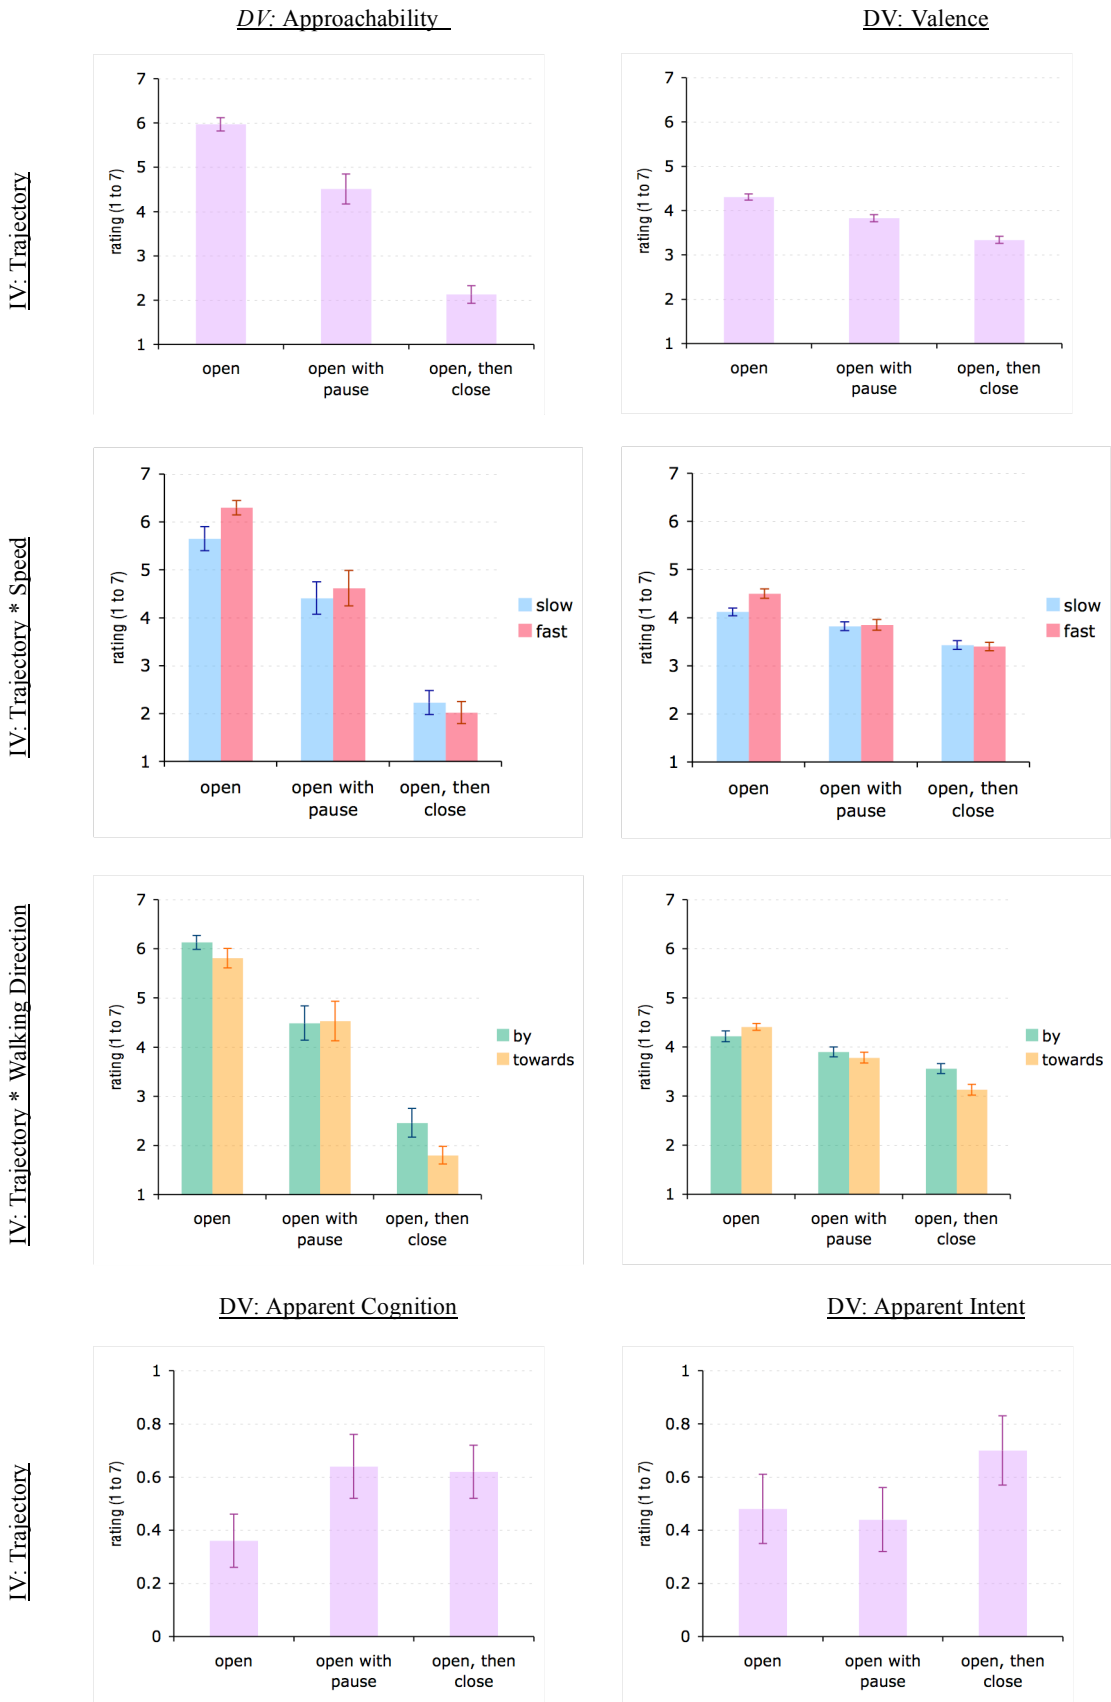 DV: Approachability
DV: Valence
IV: Trajectory
7
6
5
4
3
2
1
rating (1 to 7)
open
open with
pause
open, then
close
7
6
5
4
3
2
1
rating (1 to 7)
open
open with
pause
open, then
close
IV: Trajectory * Speed
7
6
5
4
3
2
1
rating (1 to 7)
open
open with
pause
open, then
close
slow
fast
7
6
5
4
3
2
1
rating (1 to 7)
open
open with
pause
open, then
close
slow
fast
IV: Trajectory * Walking Direction
7
6
5
4
3
2
1
rating (1 to 7)
open
open with
pause
open, then
close
by
towards
7
6
5
4
3
2
1
rating (1 to 7)
open
open with
pause
open, then
close
by
towards
DV: Apparent Cognition
DV: Apparent Intent
IV: Trajectory
1
0.8
0.6
0.4
0.2
0
rating (1 to 7)
open
open with
pause
open, then
close
1
0.8
0.6
0.4
0.2
0
rating (1 to 7)
open
open with
pause
open, then
close